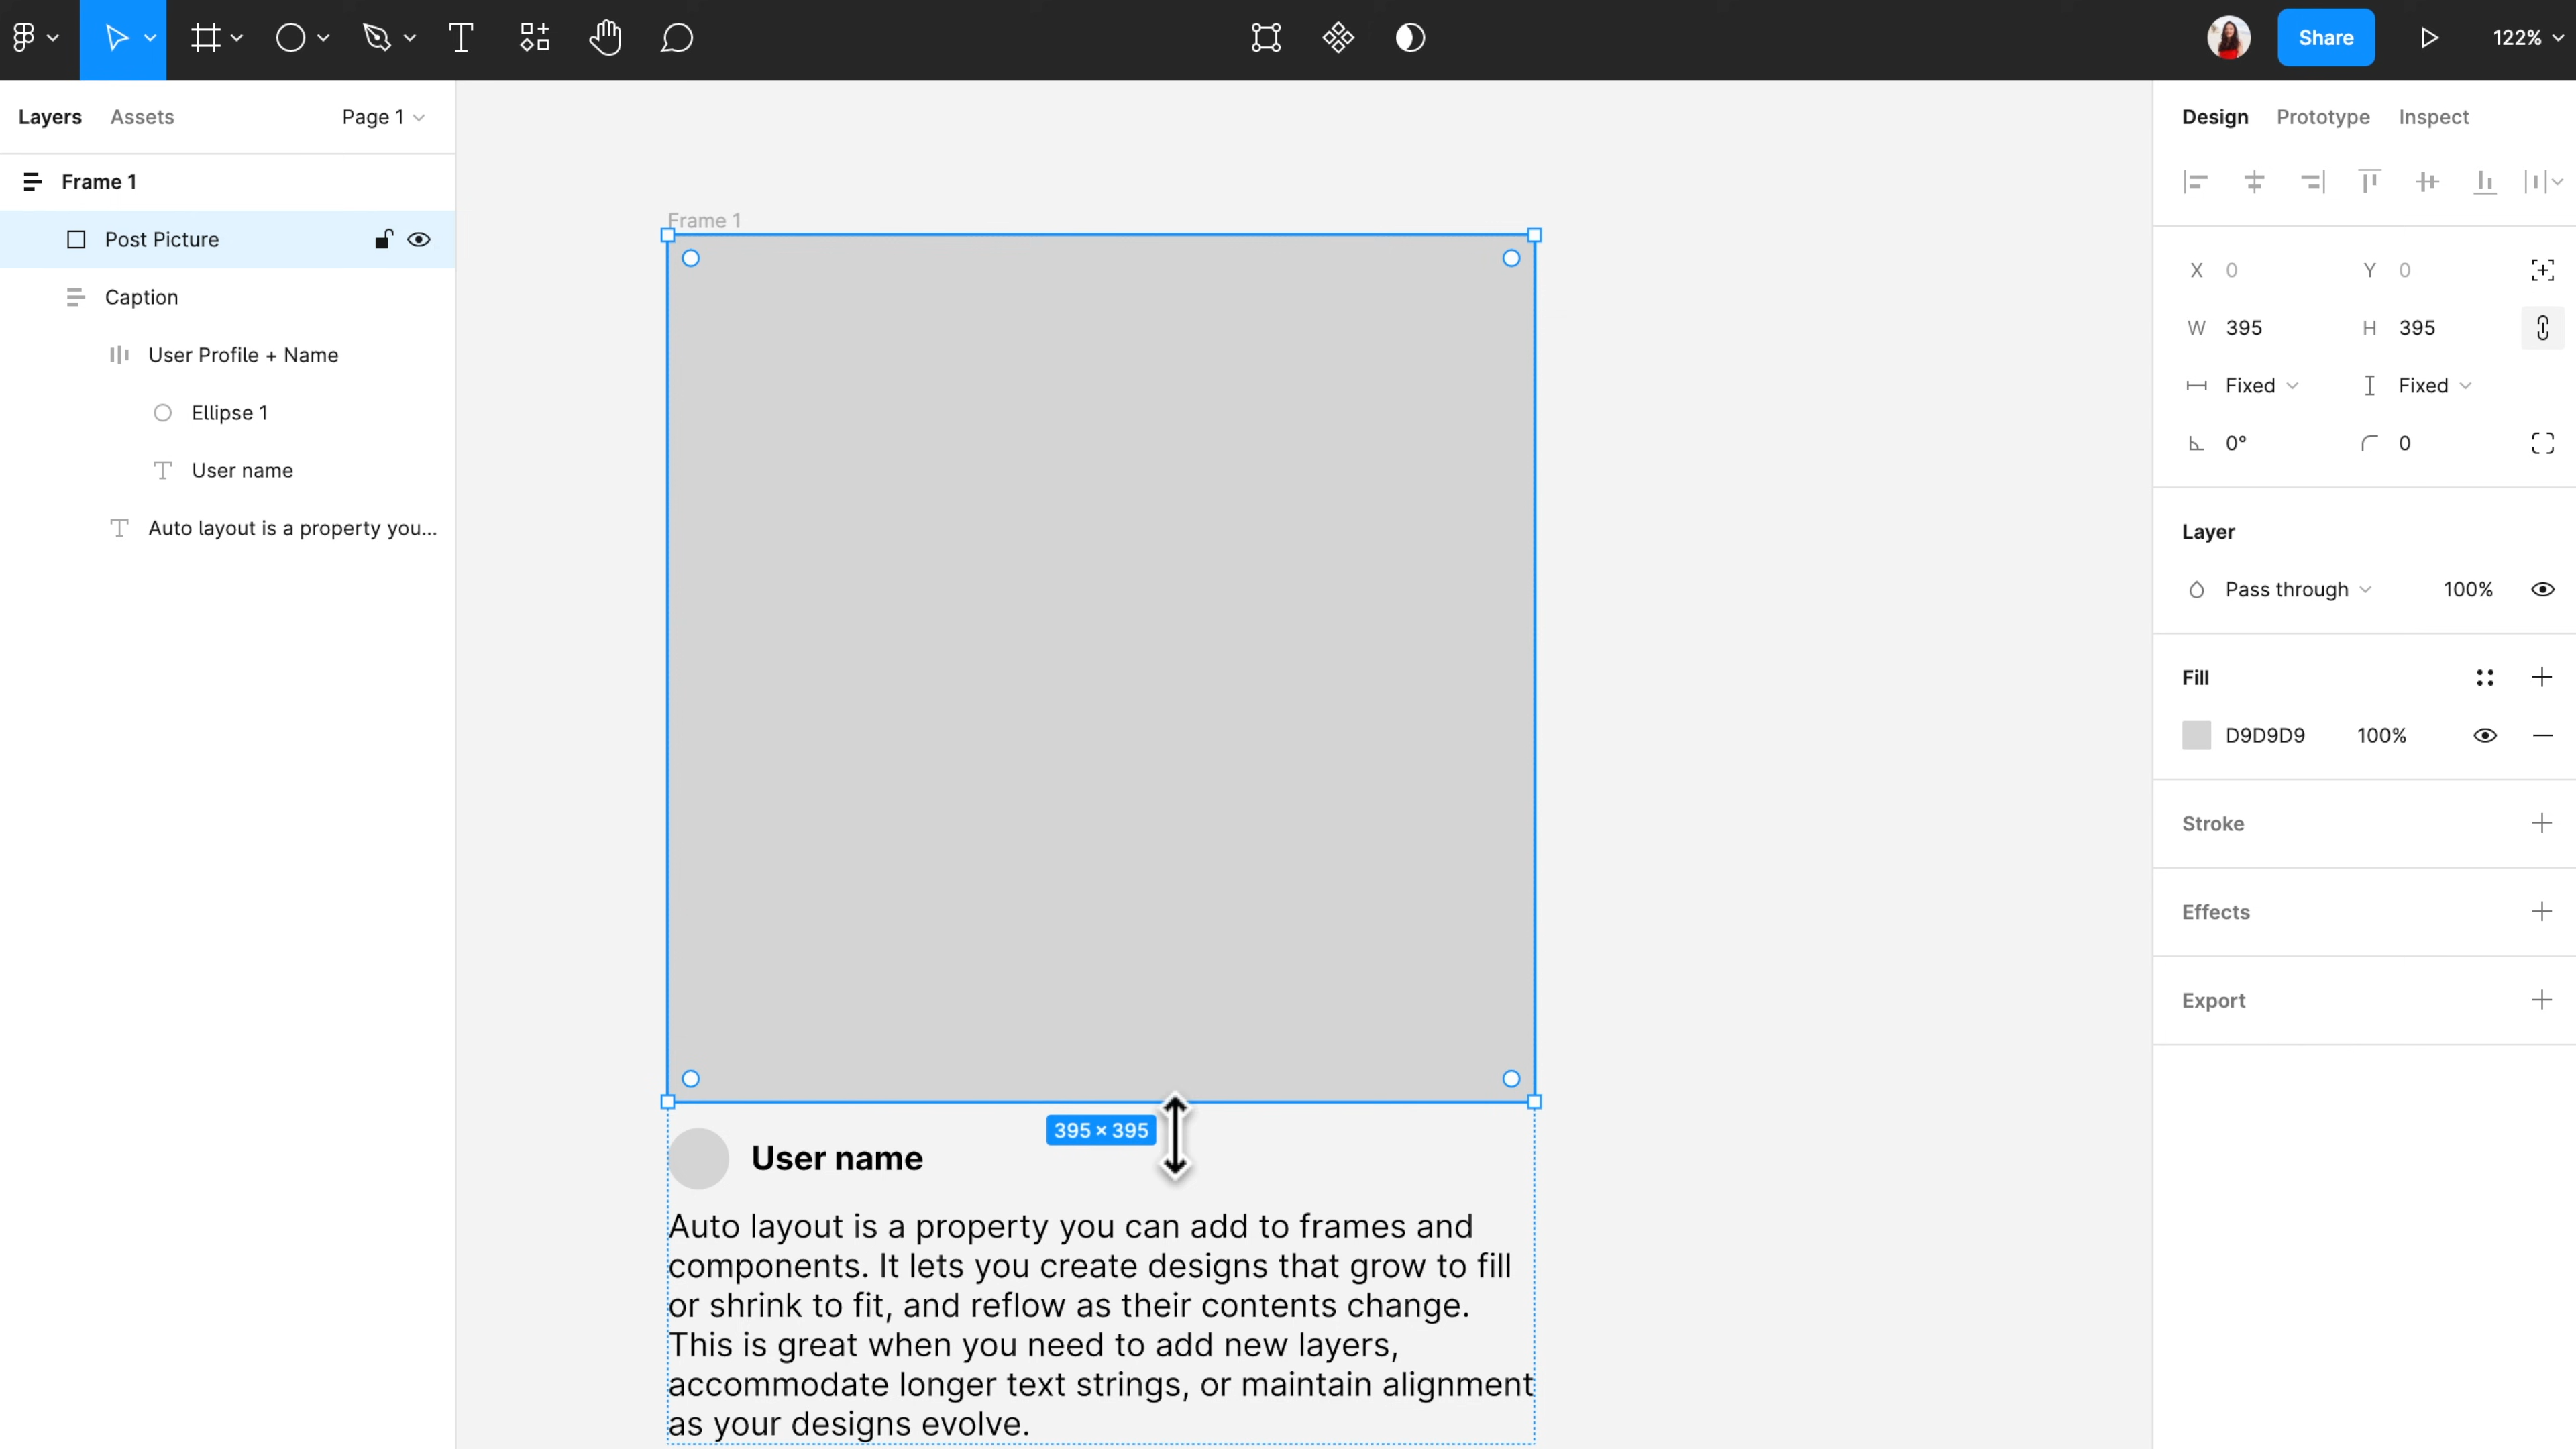 Share
122%
Layers Assets Page 1
Frame 1
Post Picture
Caption
User Profile + Name
Ellipse 1
User name
Auto layout is a property you...
Frame 1
395 × 395
User name
Auto layout is a property you can add to frames and
components. It lets you create designs that grow to fill
or shrink to fit, and reflow as their contents change.
This is great when you need to add new layers,
accommodate longer text strings, or maintain alignment
as your designs evolve.
Design Prototype Inspect
X 0 Y 0
W 395 H 395
Fixed Fixed
0° 0
Layer
Pass through 100%
Fill
D9D9D9 100%
Stroke
Effects
Export